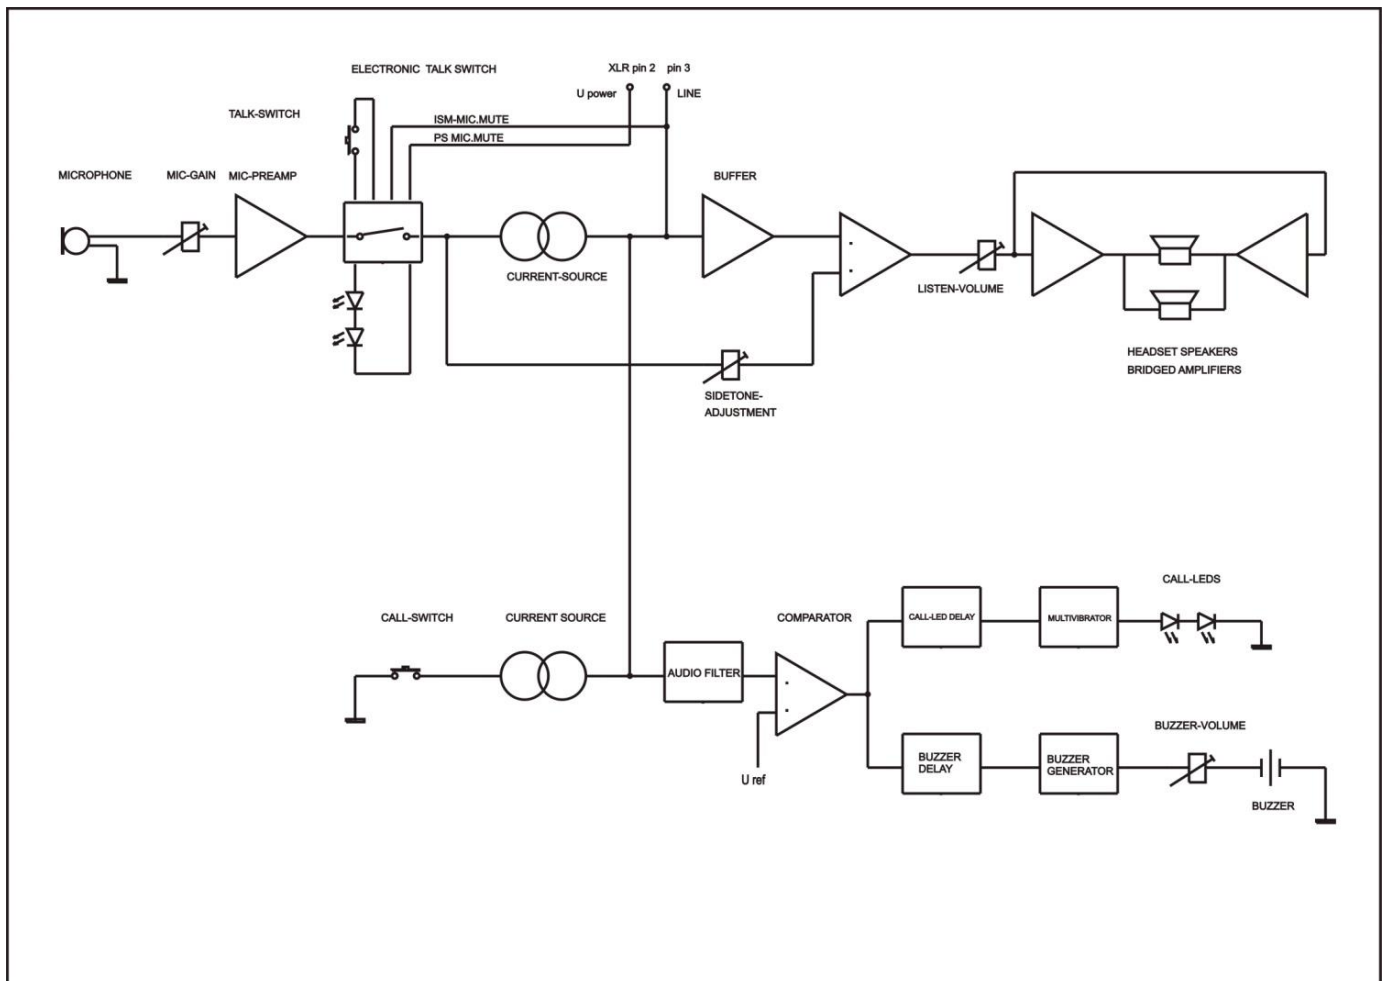 ELECTRONIC TALK SWITCH
XLR pin 2 pin 3
U power
LINE
TALK-SWITCH
ISM-MIC.MUTE
PS MIC.MUTE
MICROPHONE
MIC-GAIN
MIC-PREAMP
BUFFER
CURRENT-SOURCE
LISTEN-VOLUME
HEADSET SPEAKERS
BRIDGED AMPLIFIERS
SIDETONE-
ADJUSTMENT
CALL-SWITCH
CURRENT SOURCE
AUDIO FILTER
COMPARATOR
U ref
CALL-LED DELAY
MULTIVIBRATOR
CALL-LEDS
BUZZER
DELAY
BUZZER
GENERATOR
BUZZER-VOLUME
BUZZER